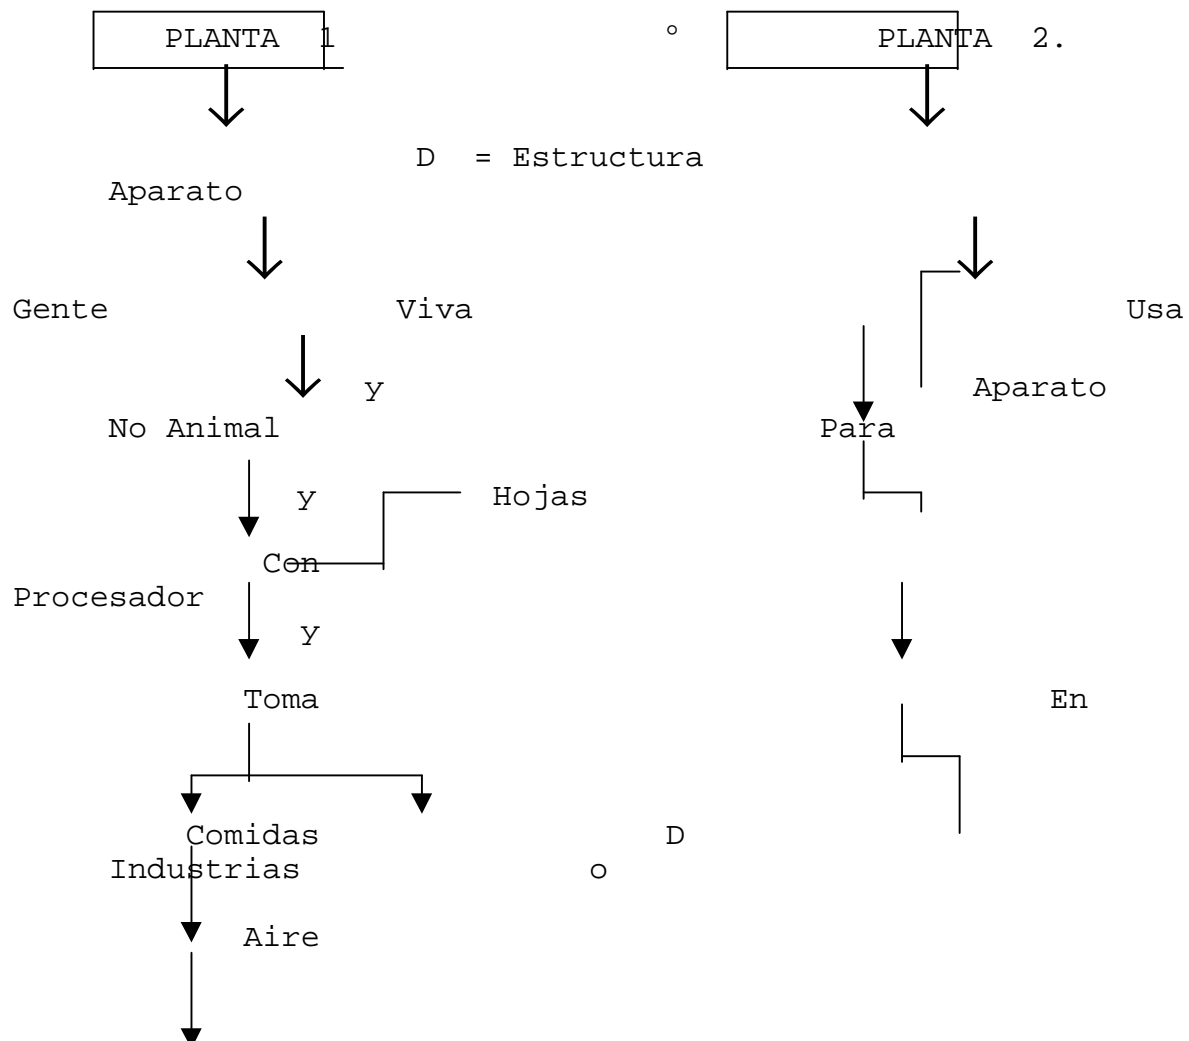 PLANTA 1 ° PLANTA 2.
D = Estructura
Aparato
Gente Viva Usa
y Aparato
No Animal Para
y Hojas
Con
Procesador
y
Toma En
Comidas D
Industrias o
Aire